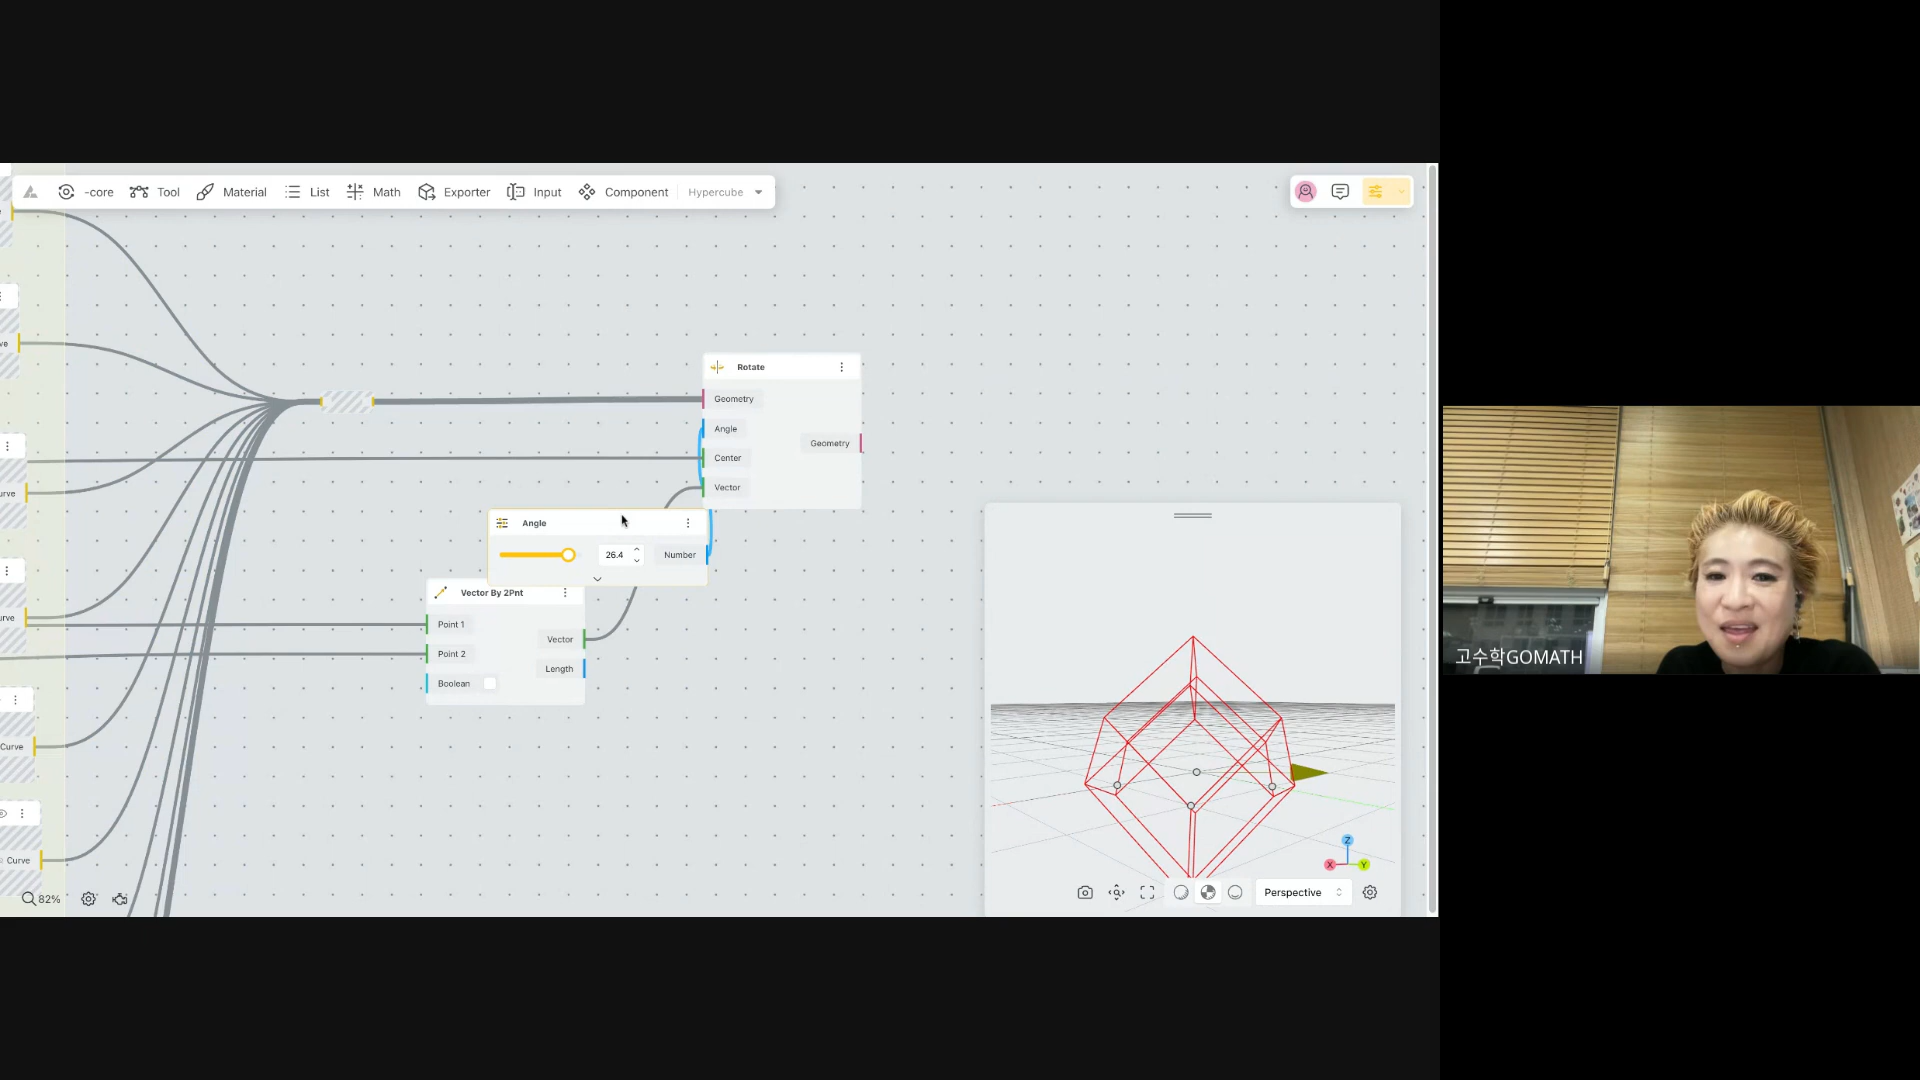 -core Tool Material List Math Exporter Input Component Hypercube
Rotate
Geometry
Angle
Geometry
Center
Vector
Angle
26.4 Number
Vector By 2Pnt
Point 1
Vector
Point 2
Length
Boolean
ve
urve
urve
Curve
Curve
82%
Z
X Y
Perspective
고수학GOMATH